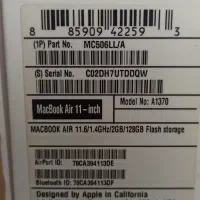 8 85909 42259 3
(1P) Part No. MC506LL/A
(S) Serial No. C02DH7UTDDQW
MacBook Air 11-inch
Model No: A1370
MACBOOK AIR 11.6/1.4GHz/2GB/128GB Flash storage
AirPort ID: 78CA394113DE
Bluetooth ID: 78CA394113DF
Designed by Apple in California